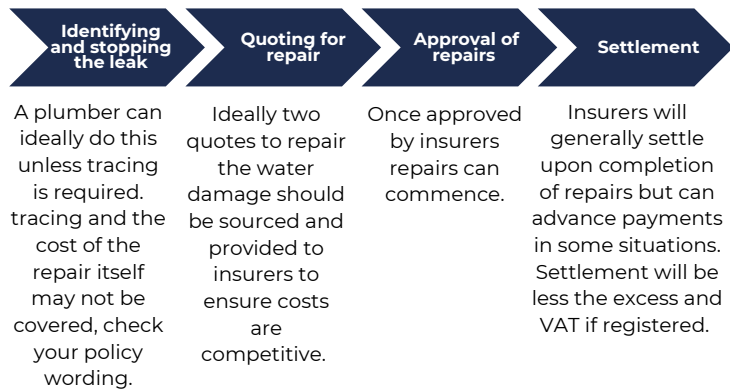 Identifying
and stopping
the leak
Quoting for
repair
Approval of
repairs
Settlement
A plumber can
ideally do this
unless tracing
is required.
tracing and the
cost of the
repair itself
may not be
covered, check
your policy
wording.
Ideally two
quotes to repair
the water
damage should
be sourced and
provided to
insurers to
ensure costs
are
competitive.
Once approved
by insurers
repairs can
commence.
Insurers will
generally settle
upon completion
of repairs but can
advance payments
in some situations.
Settlement will be
less the excess and
VAT if registered.